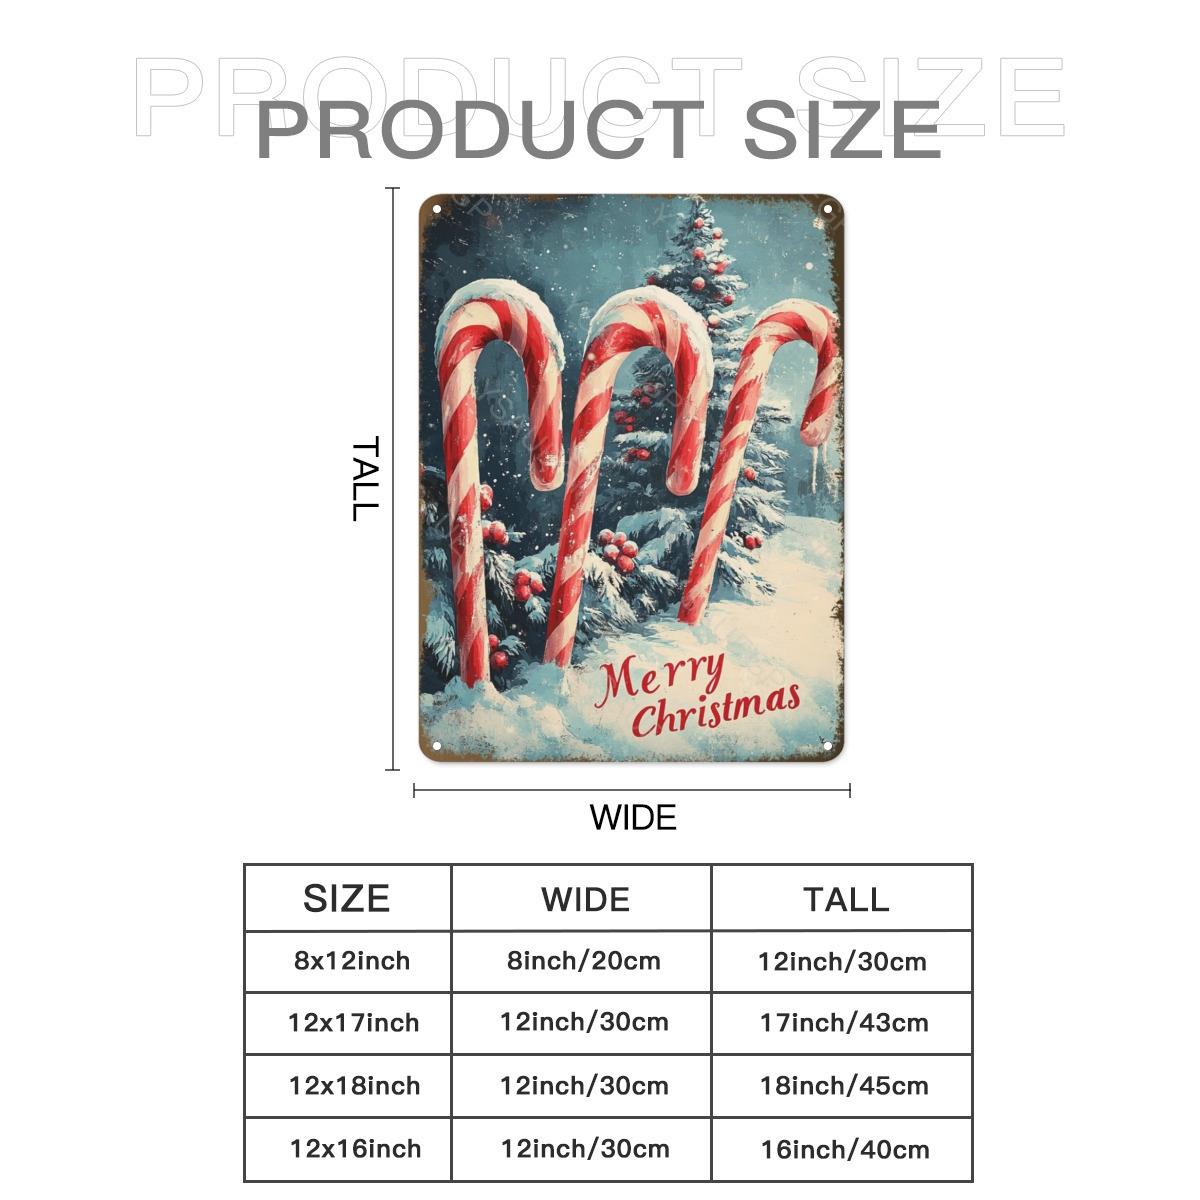 PRODUCT SIZE
PRODUCT SIZE
TALL
Merry
Christmas
WIDE
SIZE WIDE TALL
8x12inch 8inch/20cm 12inch/30cm
12x17inch 12inch/30cm 17inch/43cm
12x18inch 12inch/30cm 18inch/45cm
12x16inch 12inch/30cm 16inch/40cm